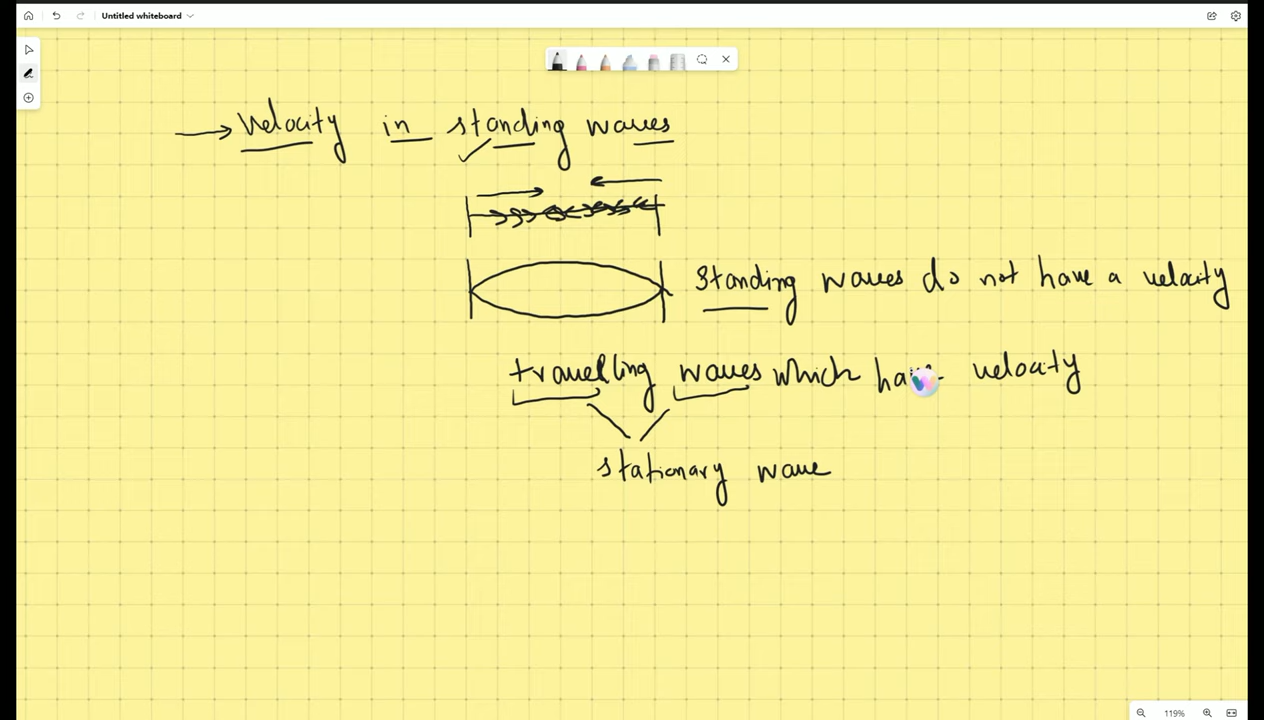 Untitled whiteboard
→ Velocity in standing waves
Standing waves do not have a velocity
travelling waves which have velocity
stationary wave
119%